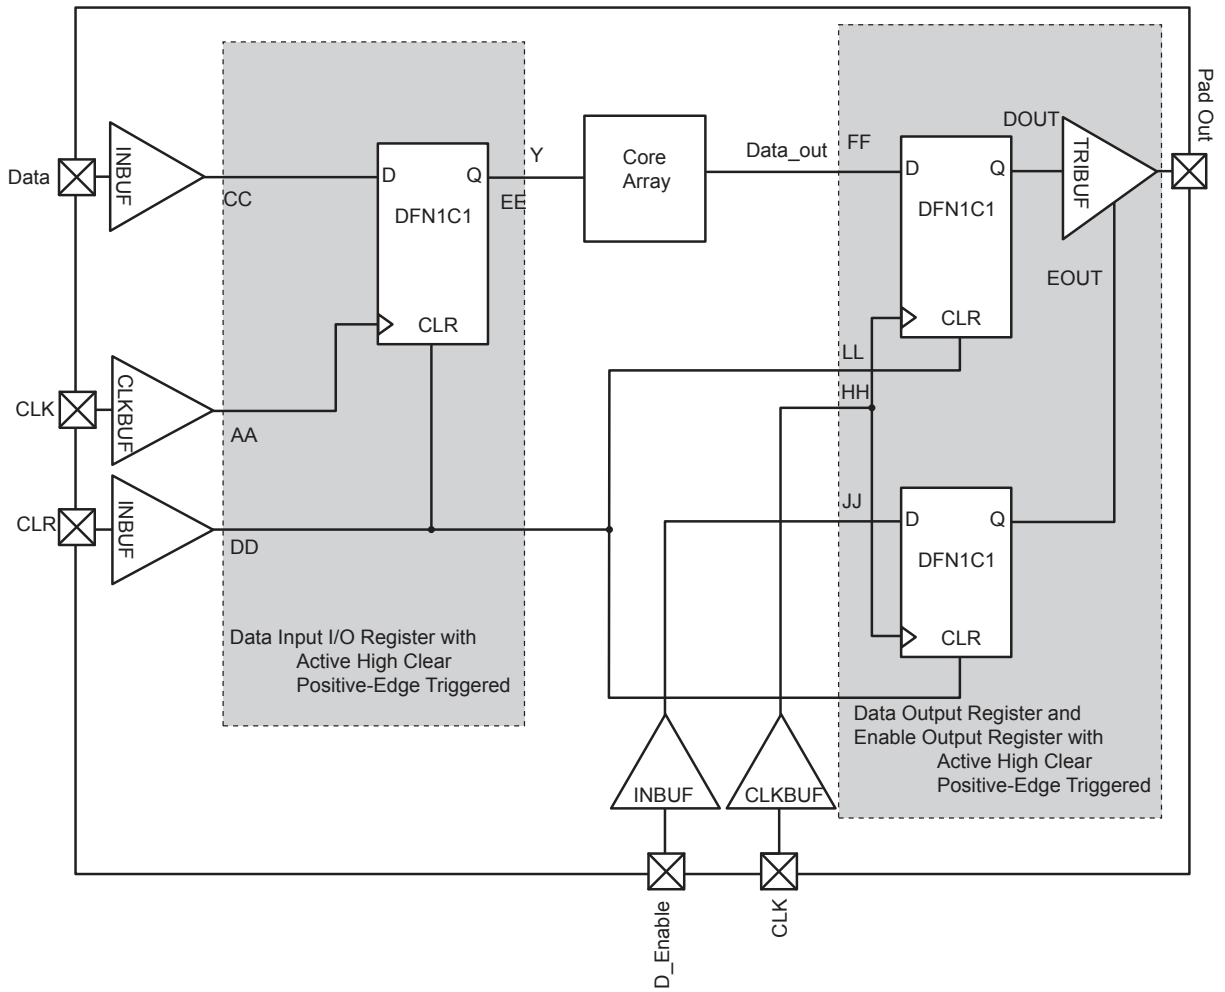 Pad Out
DOUT
Y
Data_out
FF
INBUF
Core
Array
TRIBUF
Data
D
Q
D
Q
CC
EE
DFN1C1
DFN1C1
EOUT
CLR
CLR
LL
HH
CLKBUF
CLK
AA
INBUF
JJ
CLR
D
Q
DD
DFN1C1
CLR
Data Input I/O Register with
Active High Clear
Positive-Edge Triggered
Data Output Register and
Enable Output Register with
Active High Clear
Positive-Edge Triggered
INBUF
CLKBUF
D_Enable
CLK